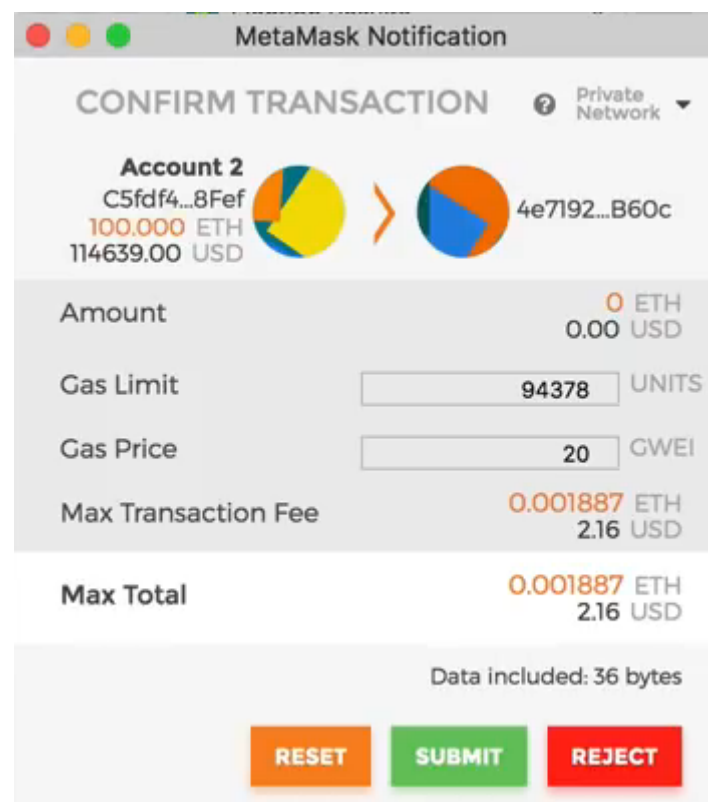 MetaMask Notification
CONFIRM TRANSACTION
?
Private
Network
Account 2
C5fdf4...8Fef
100.000 ETH
114639.00 USD
4e7192...B60c
Amount
0 ETH
0.00 USD
Gas Limit
94378 UNITS
Gas Price
20 GWEI
Max Transaction Fee
0.001887 ETH
2.16 USD
Max Total
0.001887 ETH
2.16 USD
Data included: 36 bytes
RESET
SUBMIT
REJECT